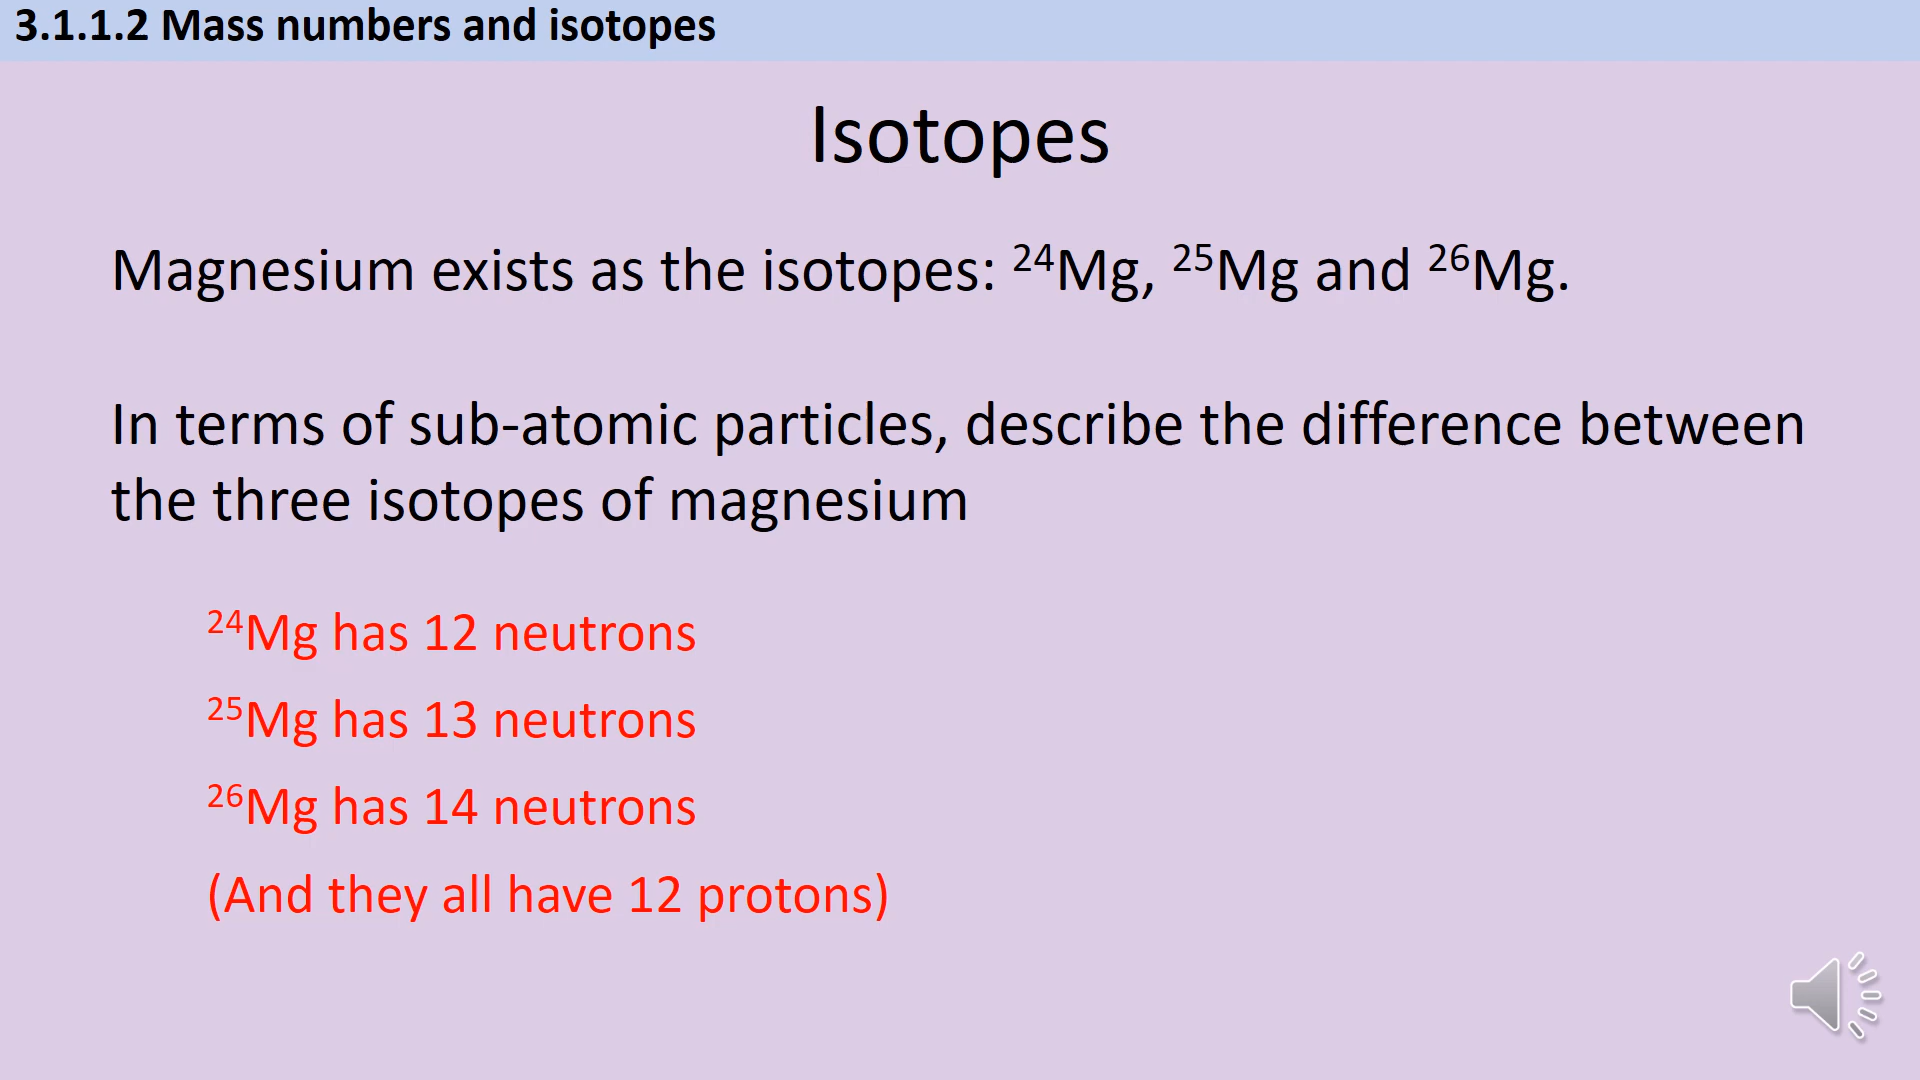 3.1.1.2 Mass numbers and isotopes
Isotopes
Magnesium exists as the isotopes: ²⁴Mg, ²⁵Mg and ²⁶Mg.
In terms of sub-atomic particles, describe the difference between
the three isotopes of magnesium
²⁴Mg has 12 neutrons
²⁵Mg has 13 neutrons
²⁶Mg has 14 neutrons
(And they all have 12 protons)